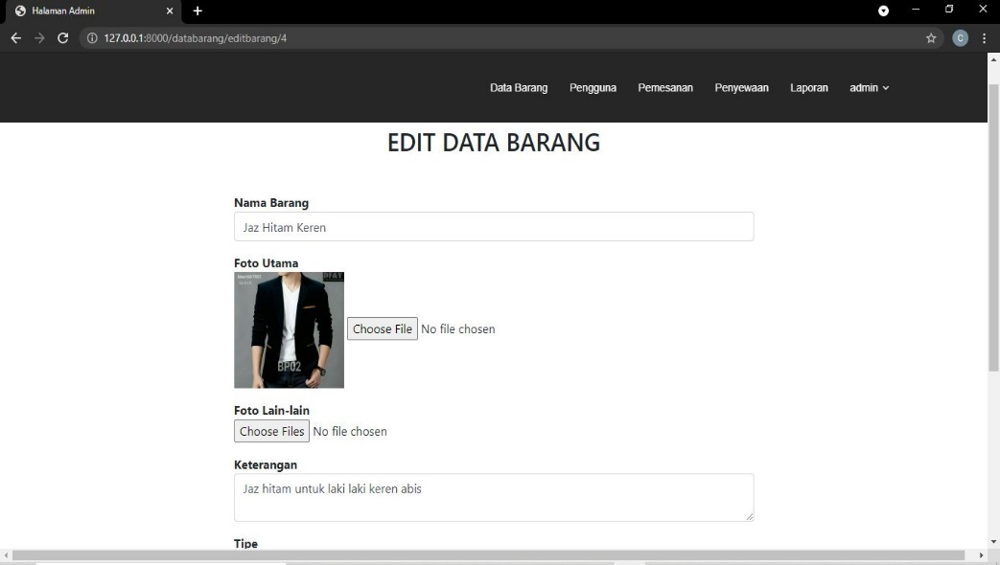 Halaman Admin
127.0.0.1:8000/databarang/editbarang/4
C
Data Barang Pengguna Pemesanan Penyewaan Laporan admin
EDIT DATA BARANG
Nama Barang
Jaz Hitam Keren
Foto Utama
BP02
Choose File No file chosen
Foto Lain-lain
Choose Files No file chosen
Keterangan
Jaz hitam untuk laki laki keren abis
Tipe